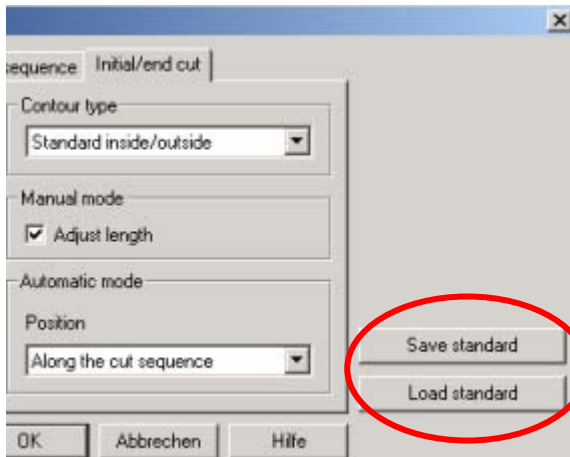 sequence Initial/end cut
Contour type
Standard inside/outside
Manual mode
Adjust length
Automatic mode
Position
Along the cut sequence
Save standard
Load standard
OK Abbrechen Hilfe